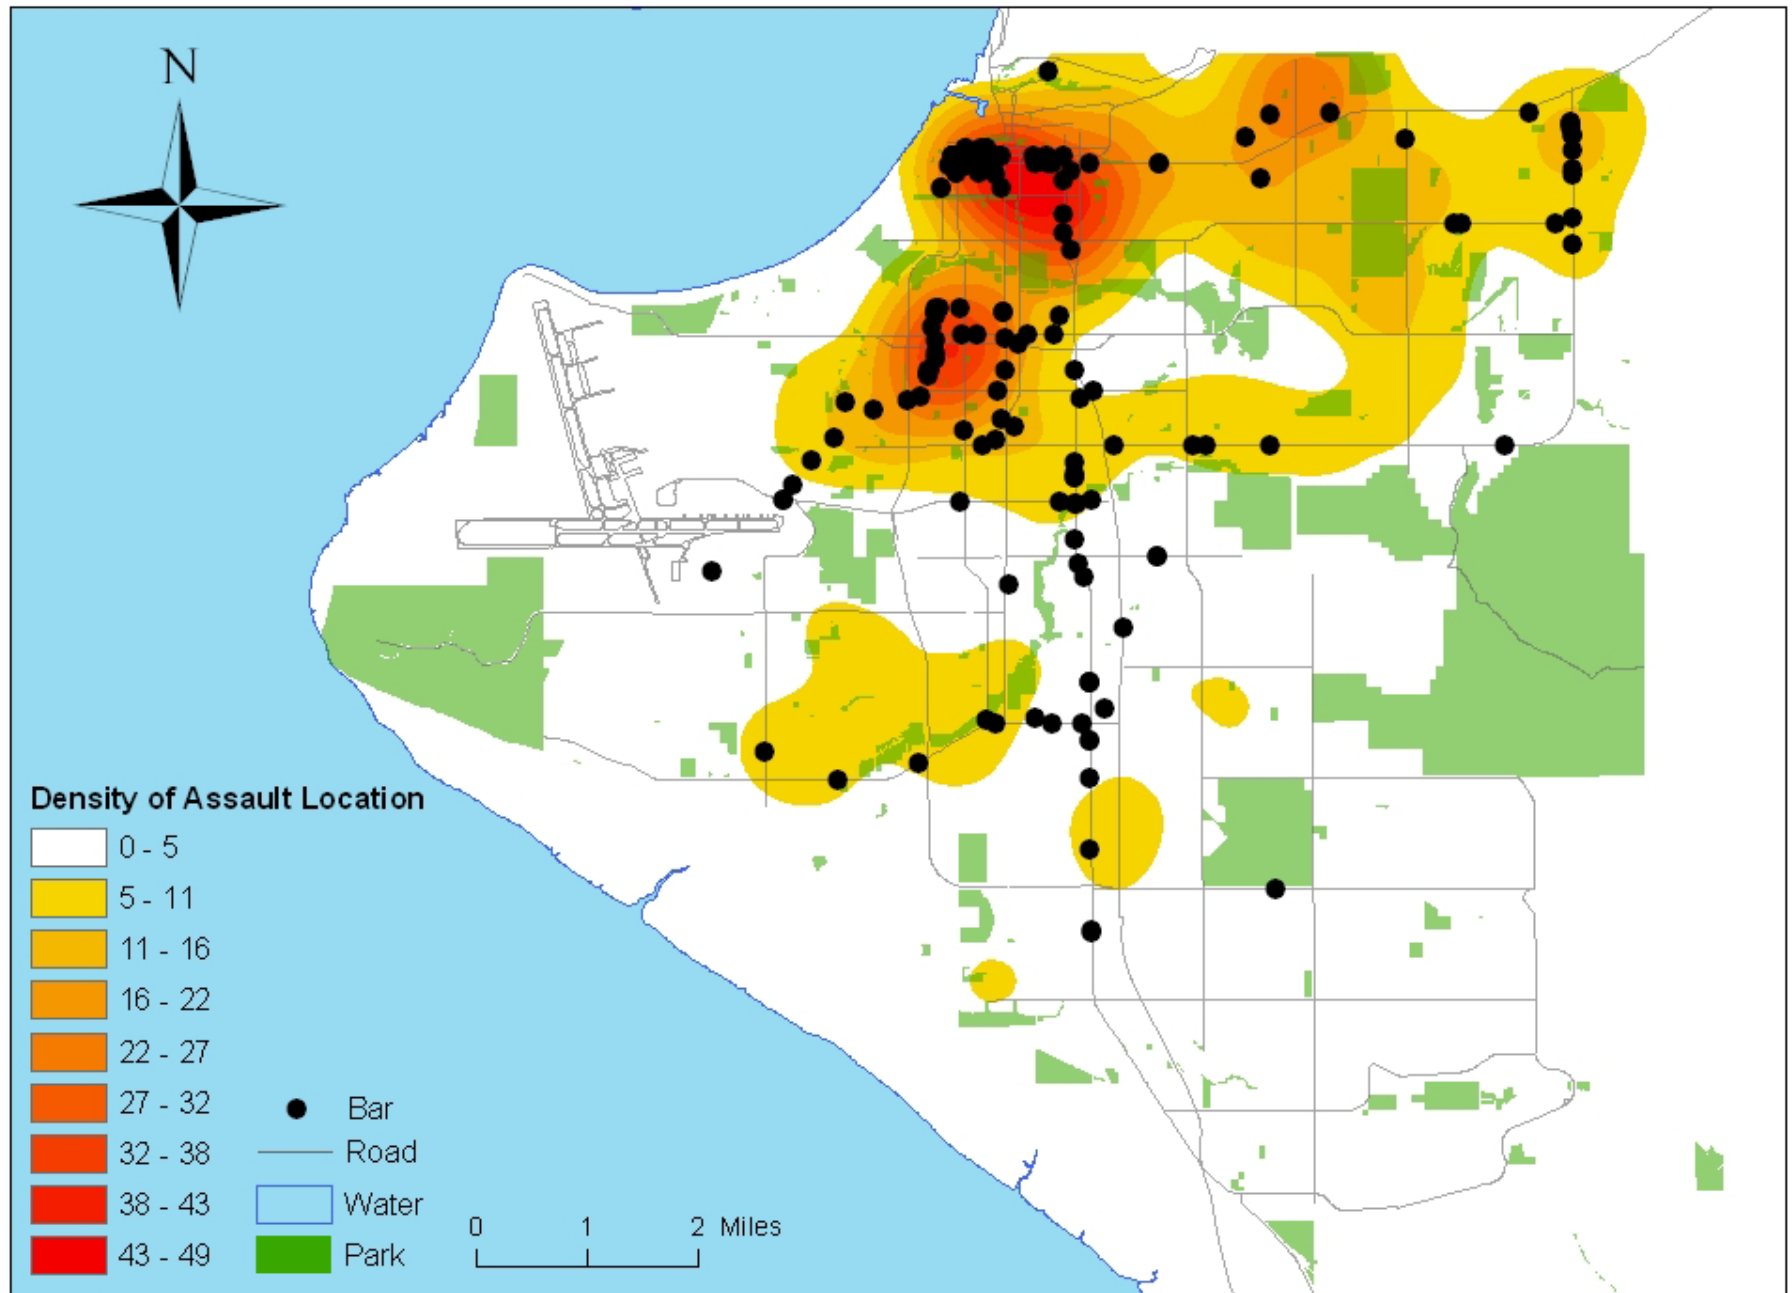 N
Density of Assault Location
0 - 5
5 - 11
11 - 16
16 - 22
22 - 27
27 - 32
32 - 38
38 - 43
43 - 49
Bar
Road
Water
Park
0 1 2 Miles